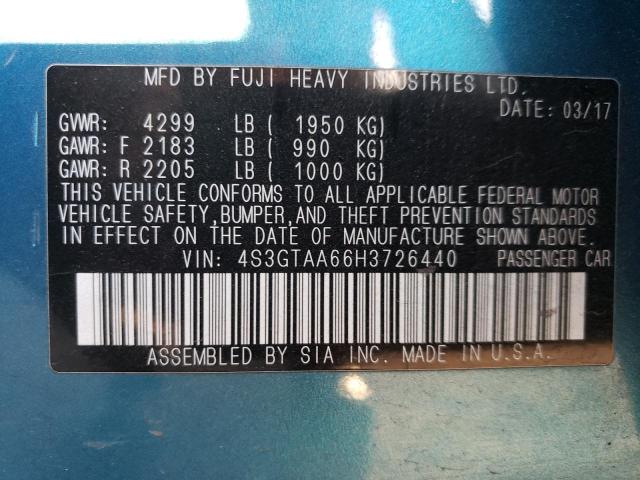 MFD BY FUJI HEAVY INDUSTRIES LTD.
DATE: 03/17
GVWR: 4299 LB ( 1950 KG)
GAWR: F 2183 LB ( 990 KG)
GAWR: R 2205 LB ( 1000 KG)
THIS VEHICLE CONFORMS TO ALL APPLICABLE FEDERAL MOTOR
VEHICLE SAFETY,BUMPER,AND THEFT PREVENTION STANDARDS
IN EFFECT ON THE DATE OF MANUFACTURE SHOWN ABOVE.
VIN: 4S3GTAA66H3726440 PASSENGER CAR
ASSEMBLED BY SIA INC. MADE IN U.S.A.